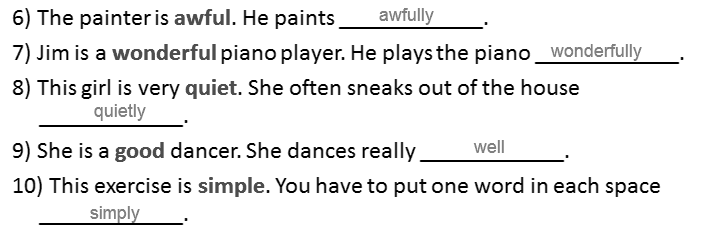 6) The painter is awful. He paints awfully.
7) Jim is a wonderful piano player. He plays the piano wonderfully.
8) This girl is very quiet. She often sneaks out of the house
quietly.
9) She is a good dancer. She dances really well.
10) This exercise is simple. You have to put one word in each space
simply.